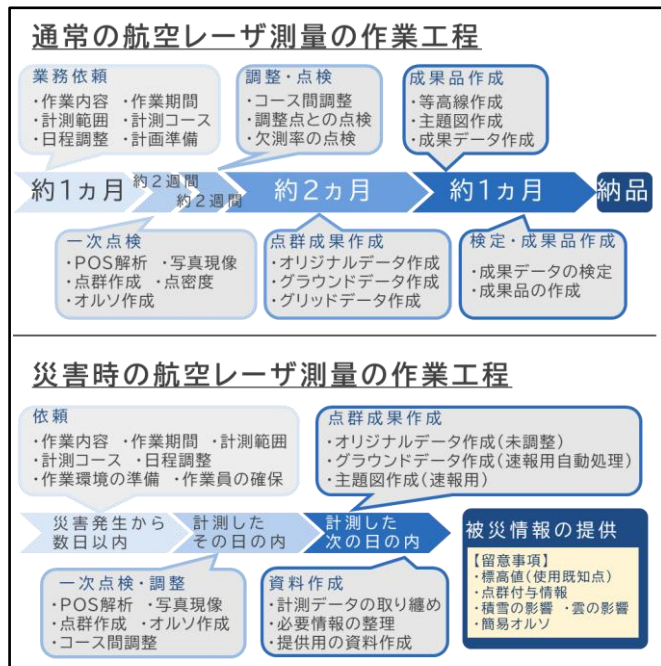 通常の航空レーザ測量の作業工程
業務依頼
・作業内容 ・作業期間
・計測範囲 ・計測コース
・日程調整 ・計画準備
調整・点検
・コース間調整
・調整点との点検
・欠測率の点検
成果品作成
・等高線作成
・主題図作成
・成果データ作成
約1ヵ月
約2週間
約2週間
約2ヵ月
約1ヵ月
納品
一次点検
・POS解析 ・写真現像
・点群作成 ・点密度
・オルソ作成
点群成果作成
・オリジナルデータ作成
・グラウンドデータ作成
・グリッドデータ作成
検定・成果品作成
・成果データの検定
・成果品の作成
災害時の航空レーザ測量の作業工程
依頼
・作業内容 ・作業期間 ・計測範囲
・計測コース ・日程調整
・作業環境の準備 ・作業員の確保
点群成果作成
・オリジナルデータ作成(未調整)
・グラウンドデータ作成(速報用自動処理)
・主題図作成(速報用)
災害発生から
数日以内
計測した
その日の内
計測した
次の日の内
一次点検・調整
・POS解析 ・写真現像
・点群作成 ・オルソ作成
・コース間調整
資料作成
・計測データの取り纏め
・必要情報の整理
・提供用の資料作成
被災情報の提供
【留意事項】
・標高値(使用既知点)
・点群付与情報
・積雪の影響 ・雲の影響
・簡易オルソ